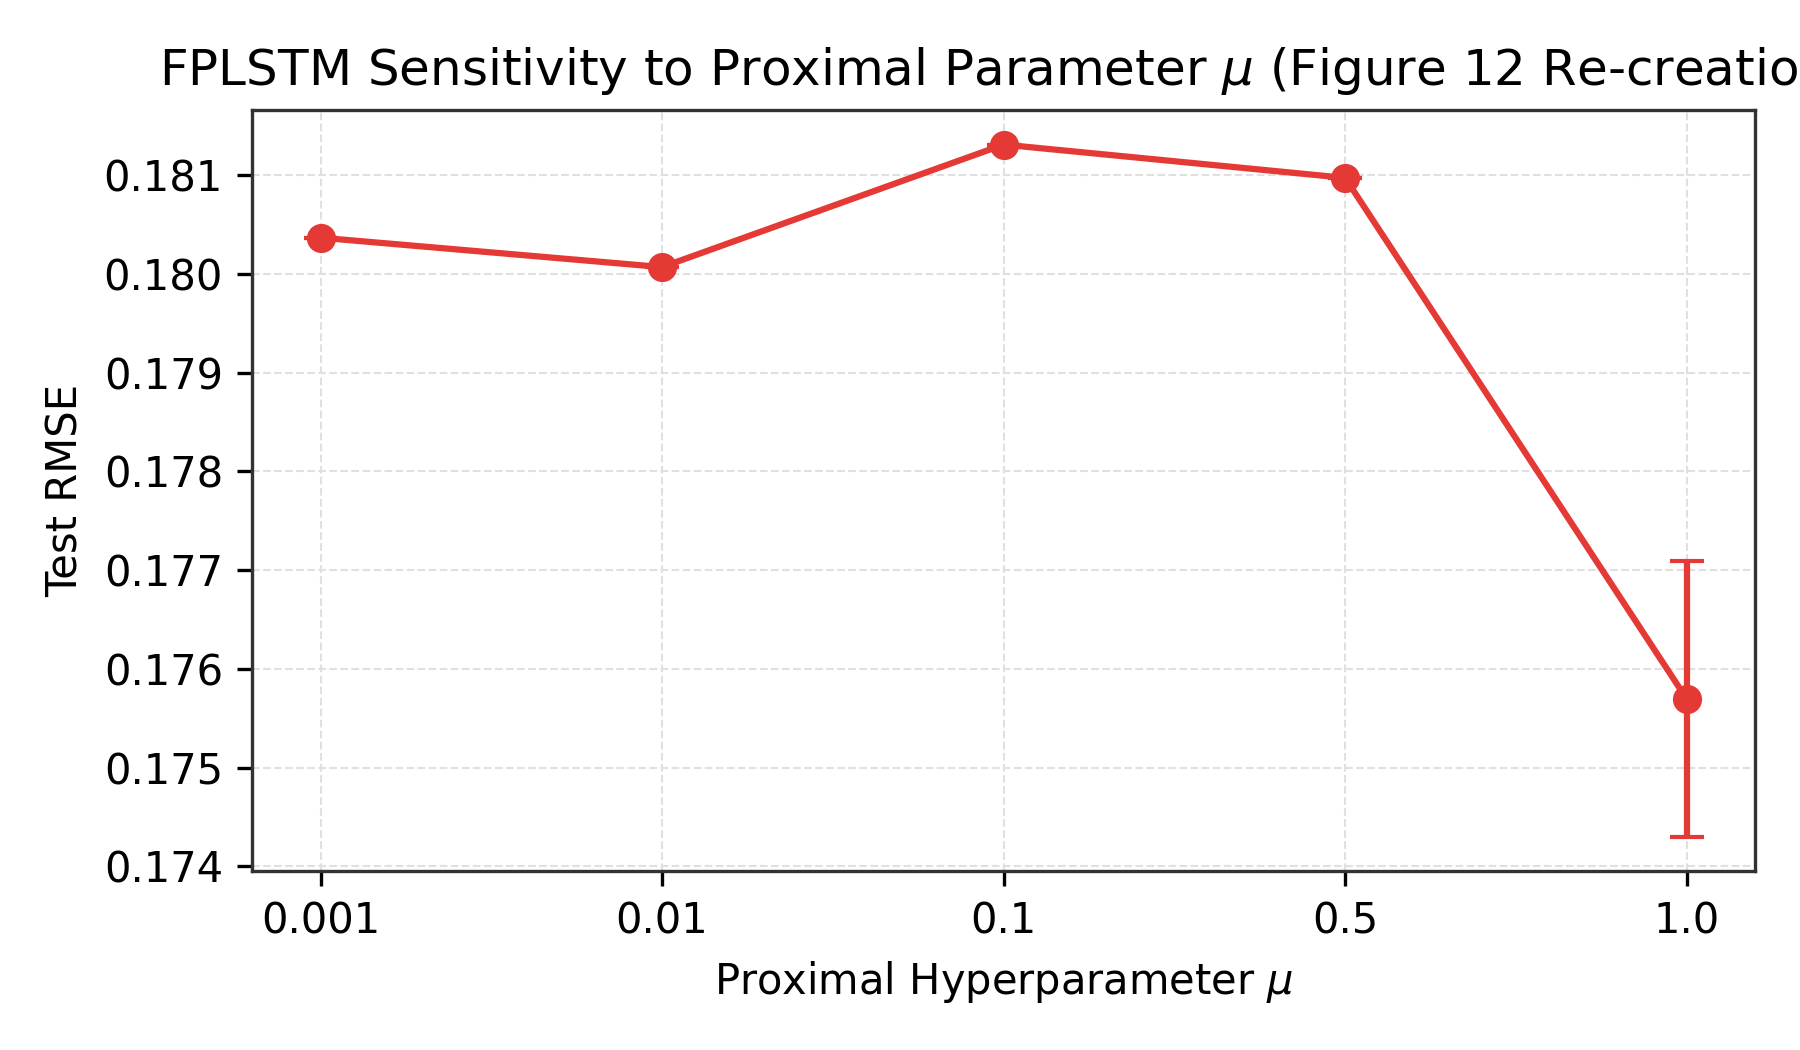 FPLSTM Sensitivity to Proximal Parameter μ (Figure 12 Re-creatio
0.181
0.180
0.179
0.178
0.177
0.176
0.175
0.174
Test RMSE
0.001 0.01 0.1 0.5 1.0
Proximal Hyperparameter μ